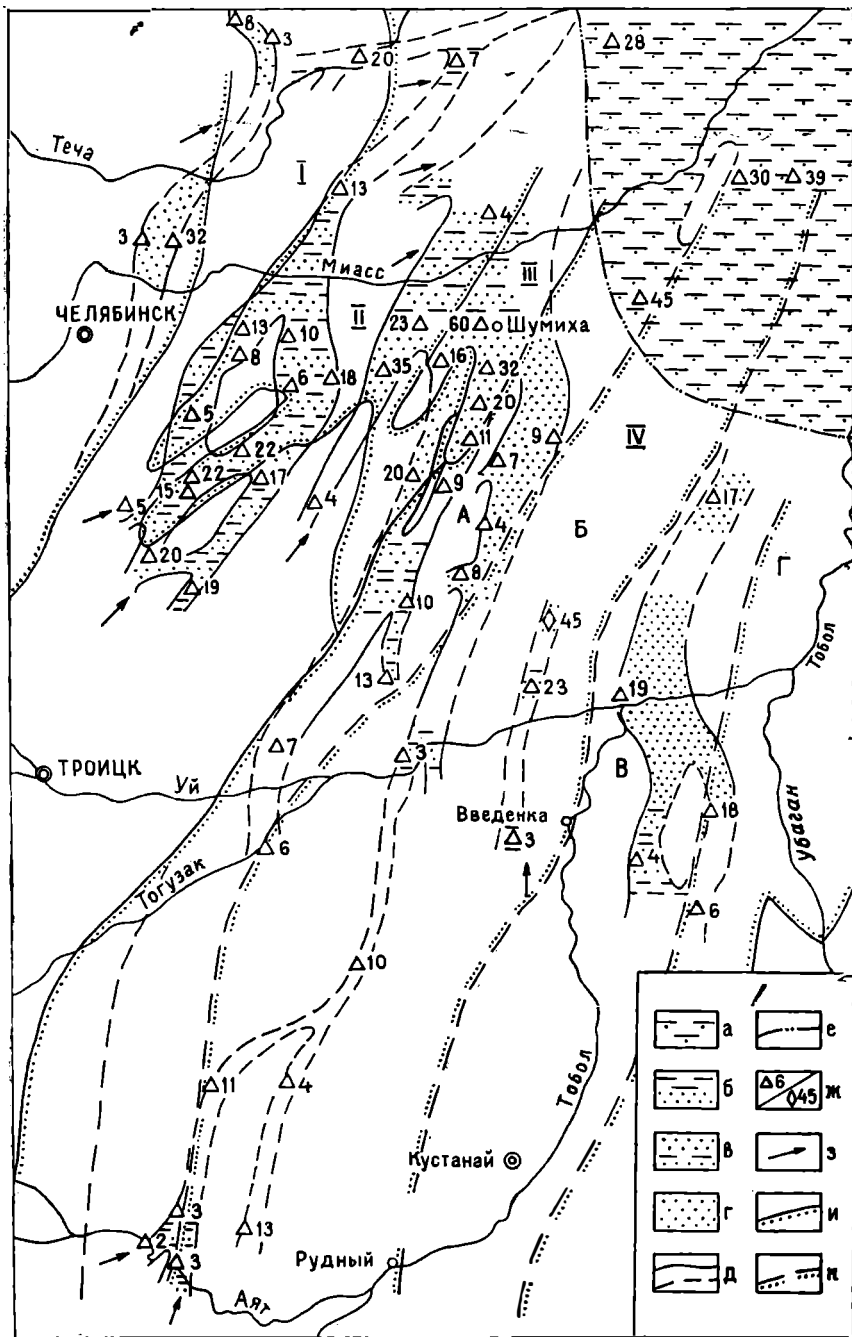 8
3
20
7
28
Теча
I
13
30
39
3
32
4
Миасс
III
45
ЧЕЛЯБИНСК
13
10
II
23
60
Шумиха
8
35
16
32
6
18
5
20
IV
11
9
22
7
17
22
20
15
17
9
5
4
А
4
Б
20
Г
8
19
10
45
Тобол
13
23
19
7
3
ТРОИЦК
Уй
В
Введенка
18
3
6
4
Убаган
Тогузак
6
10
11
4
Тобол
Кустанай
3
13
2
3
Рудный
Аят
а
е
б
6
45
ж
в
з
г
и
д
к